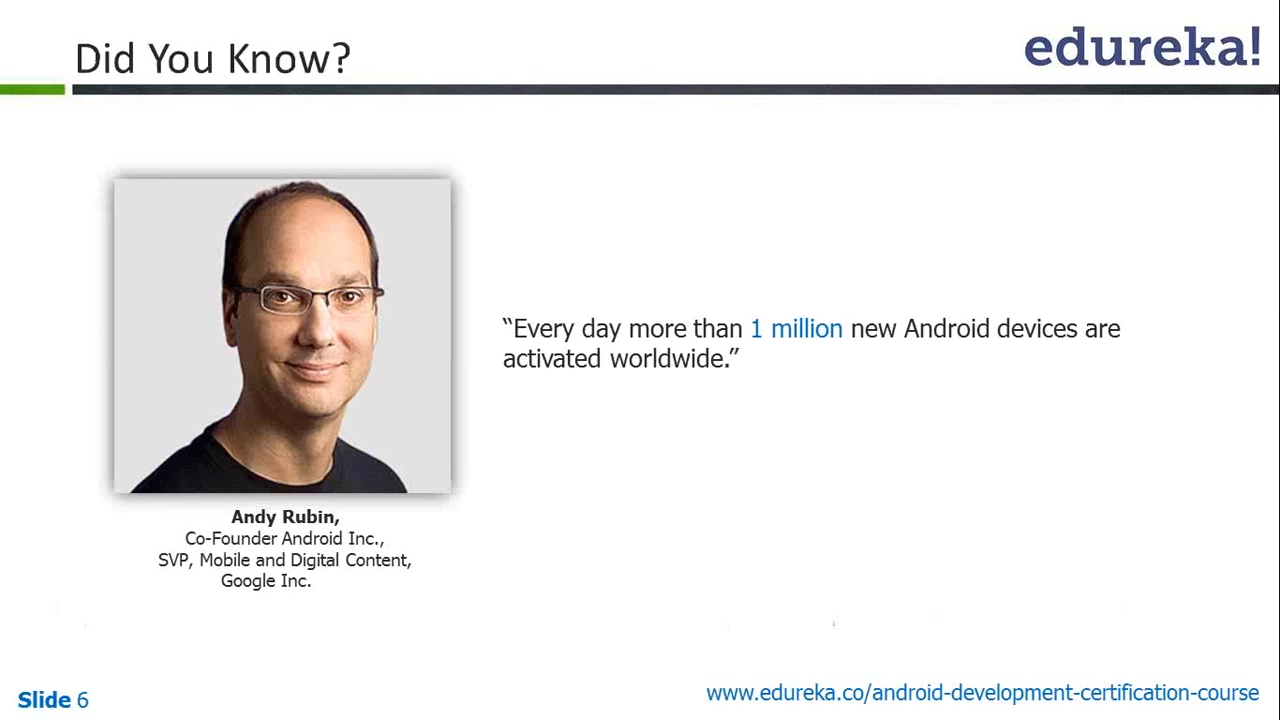 Did You Know?
edureka!
“Every day more than 1 million new Android devices are
activated worldwide.”
Andy Rubin,
Co-Founder Android Inc.,
SVP, Mobile and Digital Content,
Google Inc.
Slide 6
www.edureka.co/android-development-certification-course